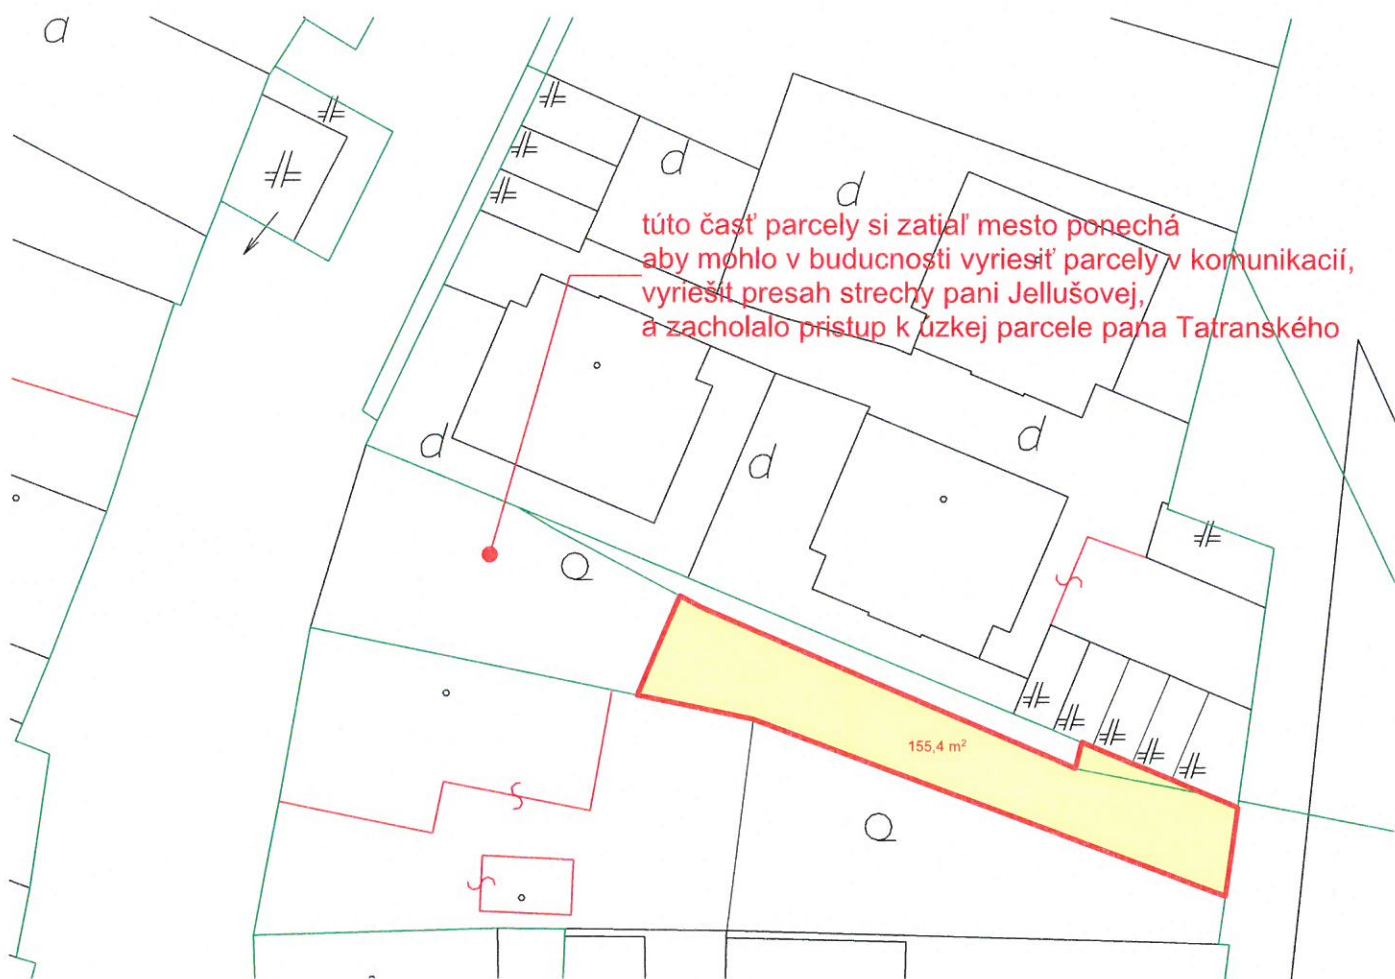 d
d
d
túto časť parcely si zatiaľ mesto ponechá
aby mohlo v buducnosti vyriesiť parcely v komunikacií,
vyriešit presah strechy pani Jellušovej,
a zacholalo pristup k úzkej parcele pana Tatranského
d
d
d
155,4 m²